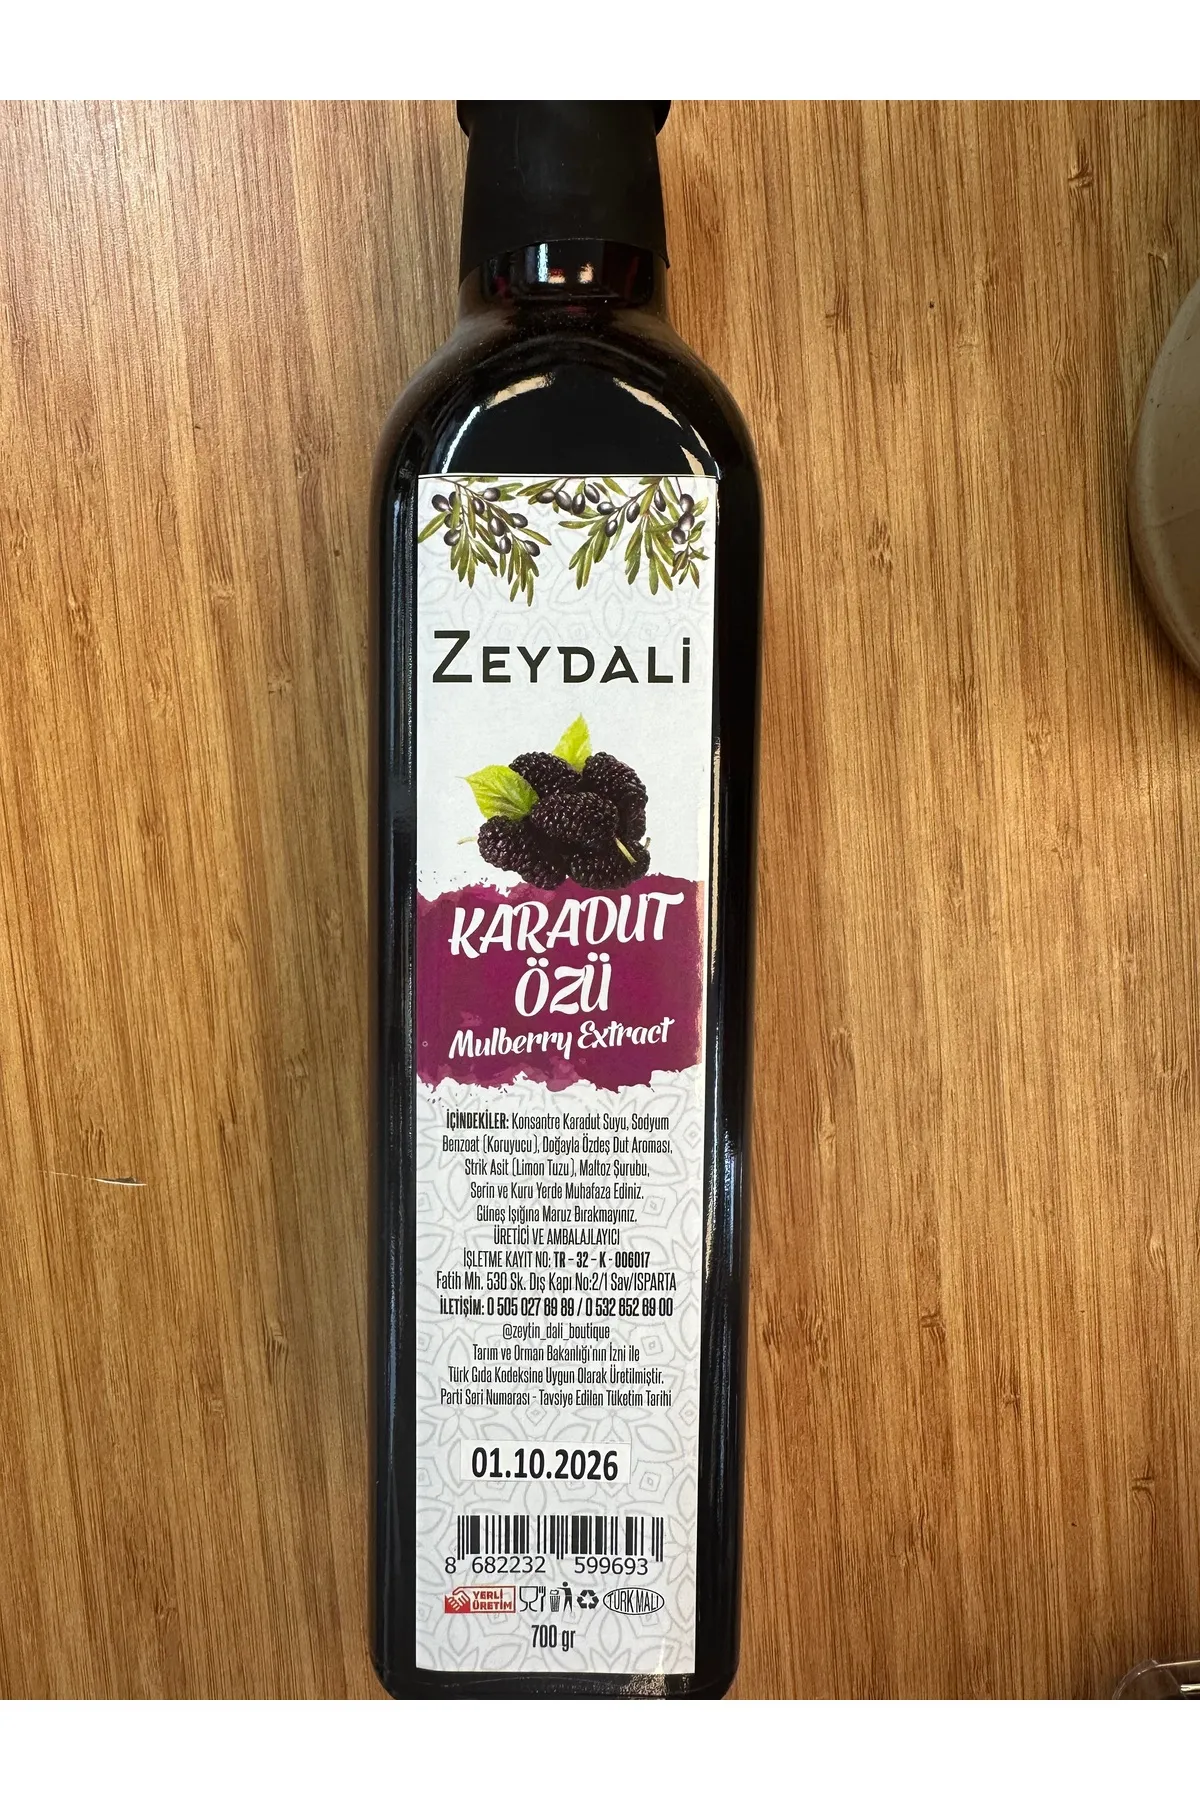 ZEYDALİ
KARADUT
ÖZÜ
Mulberry Extract
İÇİNDEKİLER: Konsantre Karadut Suyu, Sodyum
Benzoat (Koruyucu), Doğayla Özdeş Dut Aroması,
Strik Asit (Limon Tuzu), Maltoz Şurubu,
Serin ve Kuru Yerde Muhafaza Ediniz.
Güneş Işığına Maruz Bırakmayınız.
ÜRETİCİ VE AMBALAJLAYICI
İŞLETME KAYIT NO: TR - 32 - K - 006017
Fatih Mh. 530 Sk. Dış Kapı No:2/1 Sav/ISPARTA
İLETİŞİM: 0 505 027 89 89 / 0 532 652 69 00
@zeytin_dali_boutique
Tarım ve Orman Bakanlığı'nın İzni ile
Türk Gıda Kodeksine Uygun Olarak Üretilmiştir.
Parti Seri Numarası - Tavsiye Edilen Tüketim Tarihi
01.10.2026
8 682232 599693
YERLİ
ÜRETİM
TÜRK MALI
700 gr